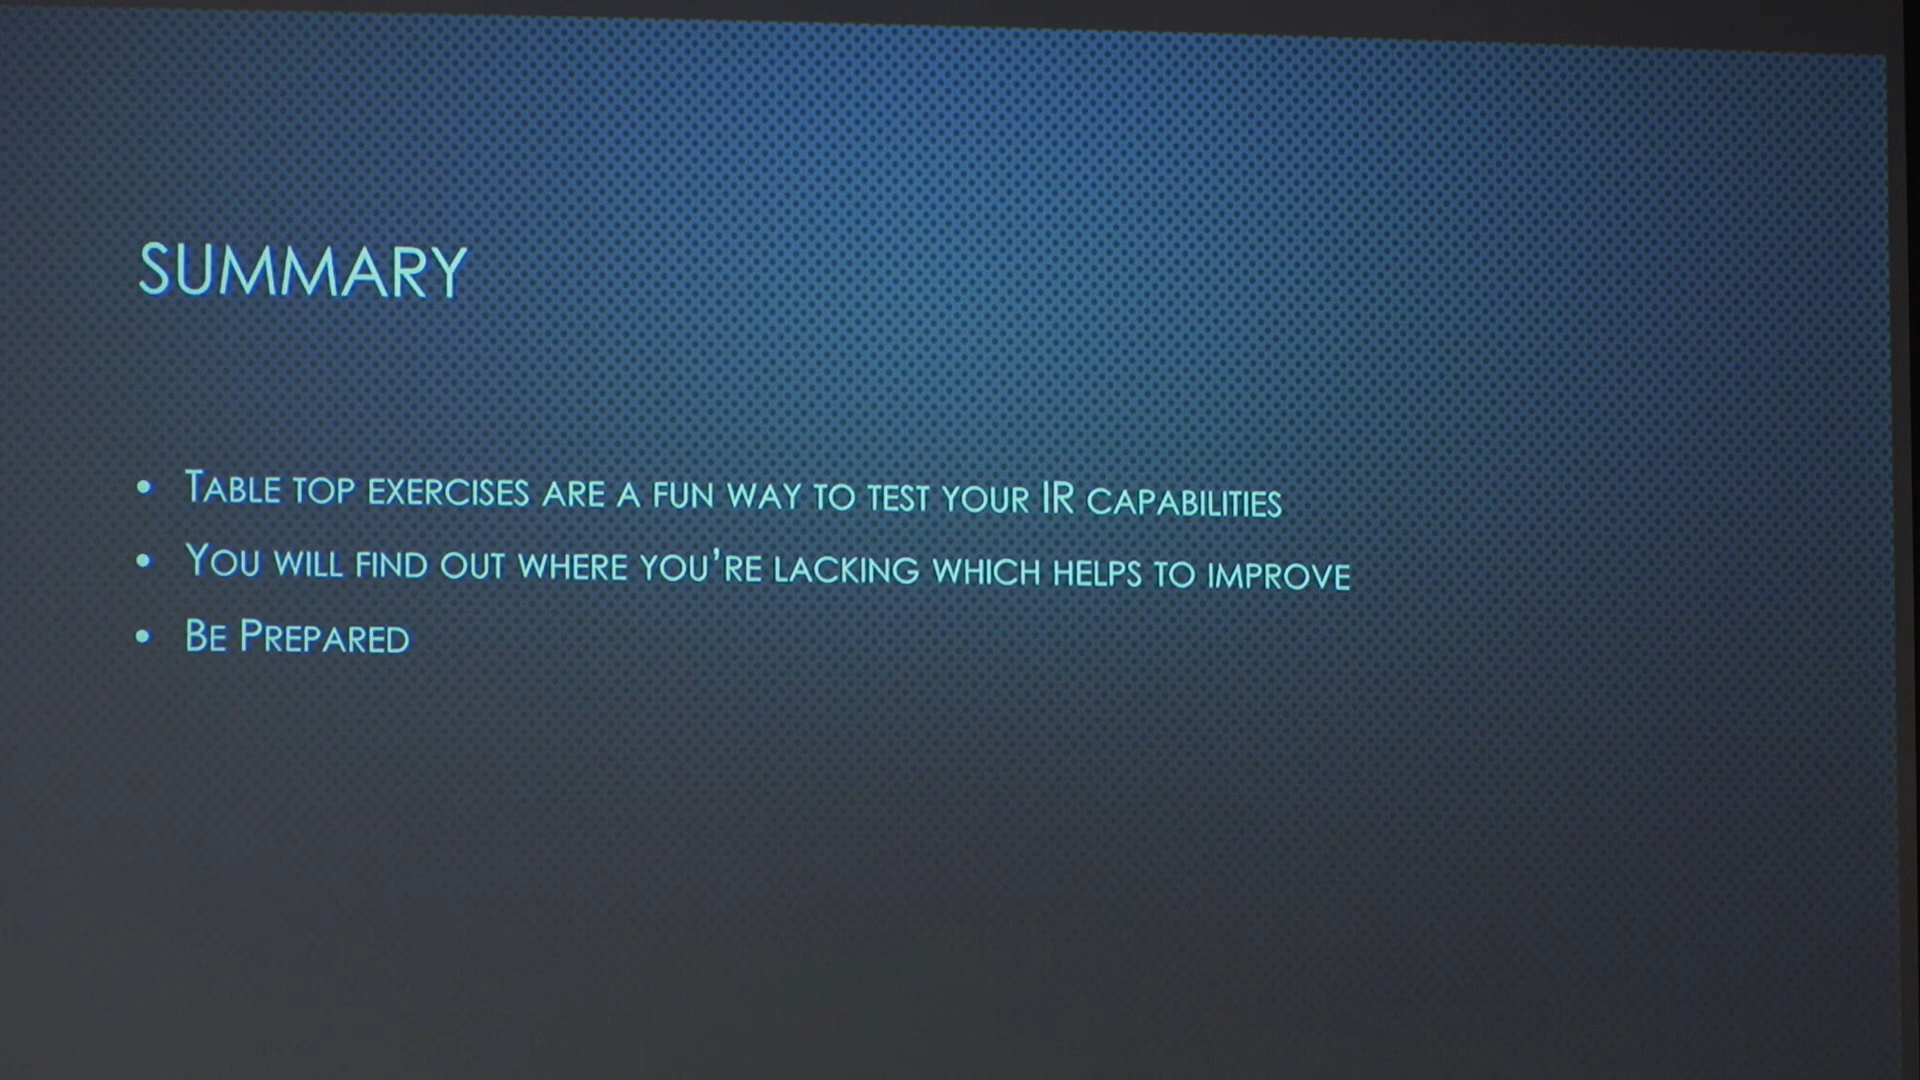 SUMMARY
• TABLE TOP EXERCISES ARE A FUN WAY TO TEST YOUR IR CAPABILITIES
• YOU WILL FIND OUT WHERE YOU'RE LACKING WHICH HELPS TO IMPROVE
• BE PREPARED